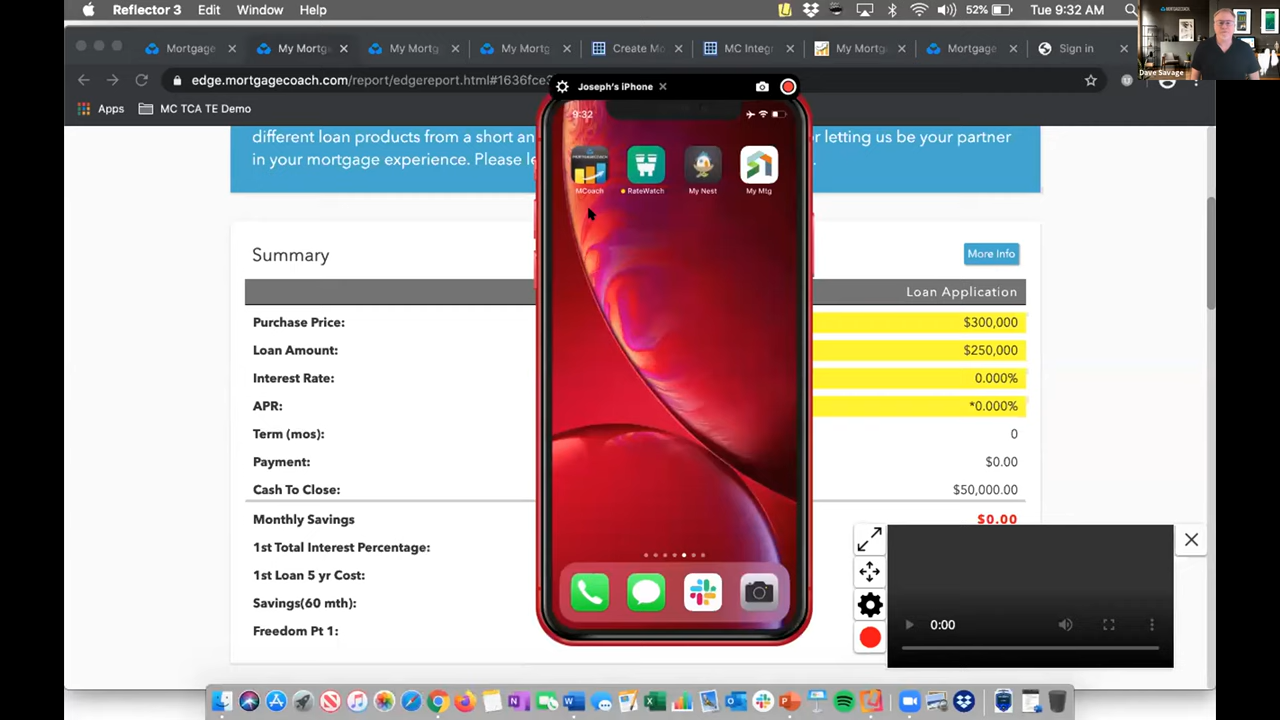 Reflector 3 Edit Window Help
52% Tue 9:32 AM
MORTGAGECOACH
Dave Savage
Mortgage × My Mortg × My Mortg × My Mortg × Create Mo × MC Integ × My Mortg × Mortgage × Sign in ×
edge.mortgagecoach.com/report/edgereport.html#1636fce3
Apps MC TCA TE Demo
Joseph's iPhone ×
9:32
MCoach RateWatch My Nest My Mtg
different loan products from a short an
r letting us be your partner
in your mortgage experience. Please le
Summary
More Info
Loan Application
Purchase Price: $300,000
Loan Amount: $250,000
Interest Rate: 0.000%
APR: *0.000%
Term (mos): 0
Payment: $0.00
Cash To Close: $50,000.00
Monthly Savings $0.00
1st Total Interest Percentage:
1st Loan 5 yr Cost:
Savings(60 mth):
Freedom Pt 1:
0:00